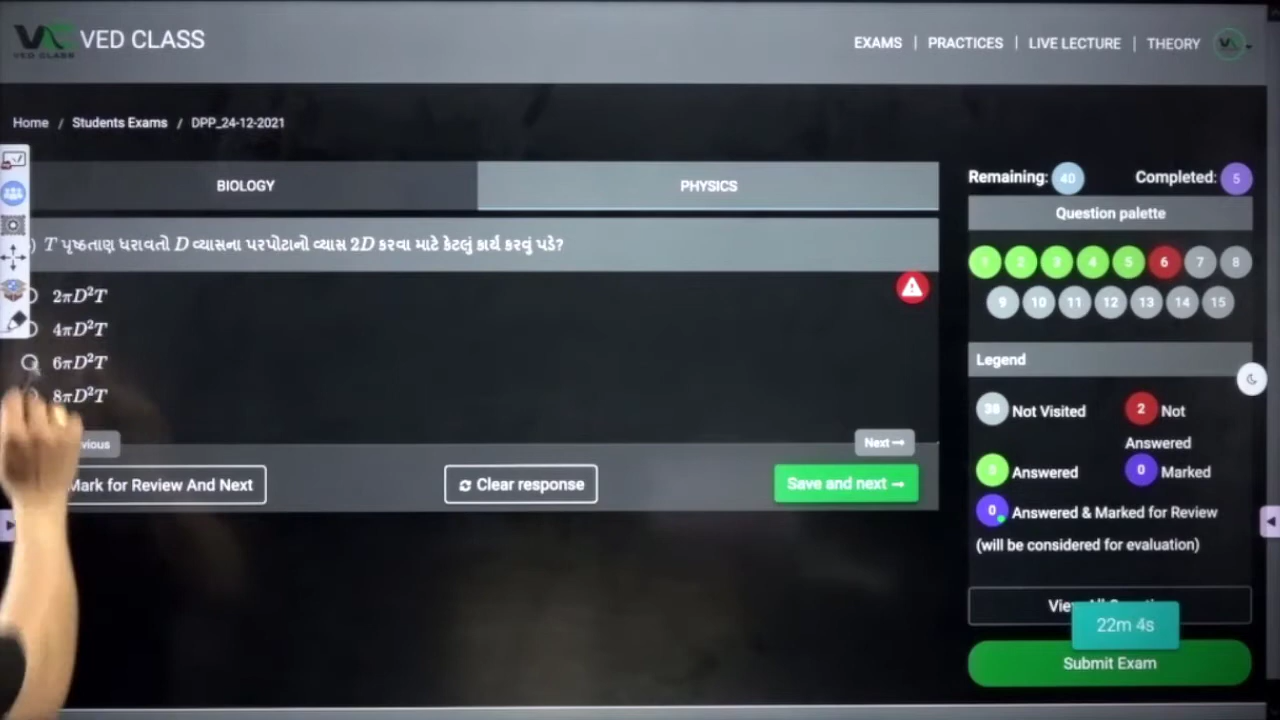 VED CLASS
VED CLASS
EXAMS | PRACTICES | LIVE LECTURE | THEORY
Home / Students Exams / DPP_24-12-2021
BIOLOGY
PHYSICS
) T પૃષ્ઠતાણ ધરાવતો D વ્યાસના પરપોટાનો વ્યાસ 2D કરવા માટે કેટલું કાર્ય કરવું પડે?
2πD²T
4πD²T
6πD²T
8πD²T
vious
Next→
Mark for Review And Next
Clear response
Save and next →
Remaining: 40
Completed: 5
Question palette
1 2 3 4 5 6 7 8
9 10 11 12 13 14 15
Legend
38 Not Visited
2 Not Answered
Answered
0 Marked
0 Answered & Marked for Review
(will be considered for evaluation)
22m 4s
Submit Exam